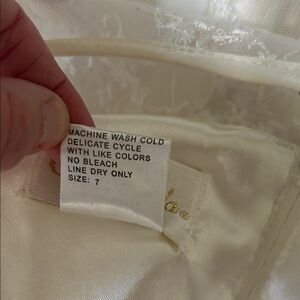 MACHINE WASH COLD
DELICATE CYCLE
WITH LIKE COLORS
NO BLEACH
LINE DRY ONLY
SIZE: 7